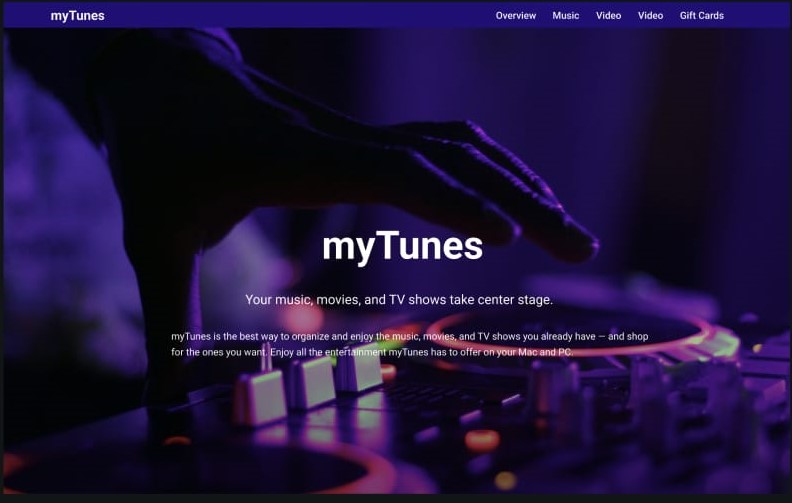 myTunes
Overview Music Video Video Gift Cards
myTunes
Your music, movies, and TV shows take center stage.
myTunes is the best way to organize and enjoy the music, movies, and TV shows you already have — and shop
for the ones you want. Enjoy all the entertainment myTunes has to offer on your Mac and PC.